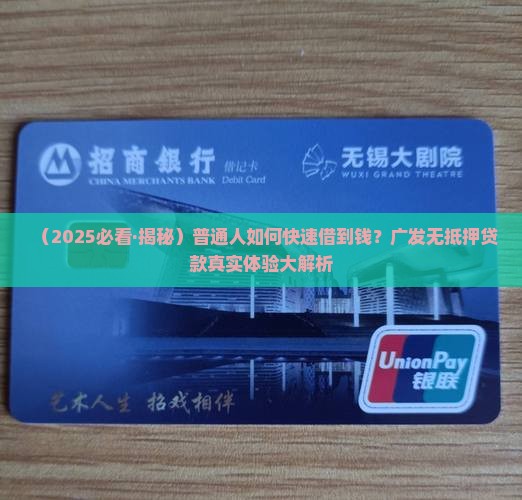 招商銀行 借记卡
CHINA MERCHANTS BANK Debit Card
无锡大剧院
WUXI GRAND THEATRE
（2025必看·揭秘）普通人如何快速借到钱？广发无抵押贷
款真实体验大解析
UnionPay
银联
艺术人生 招戏相伴